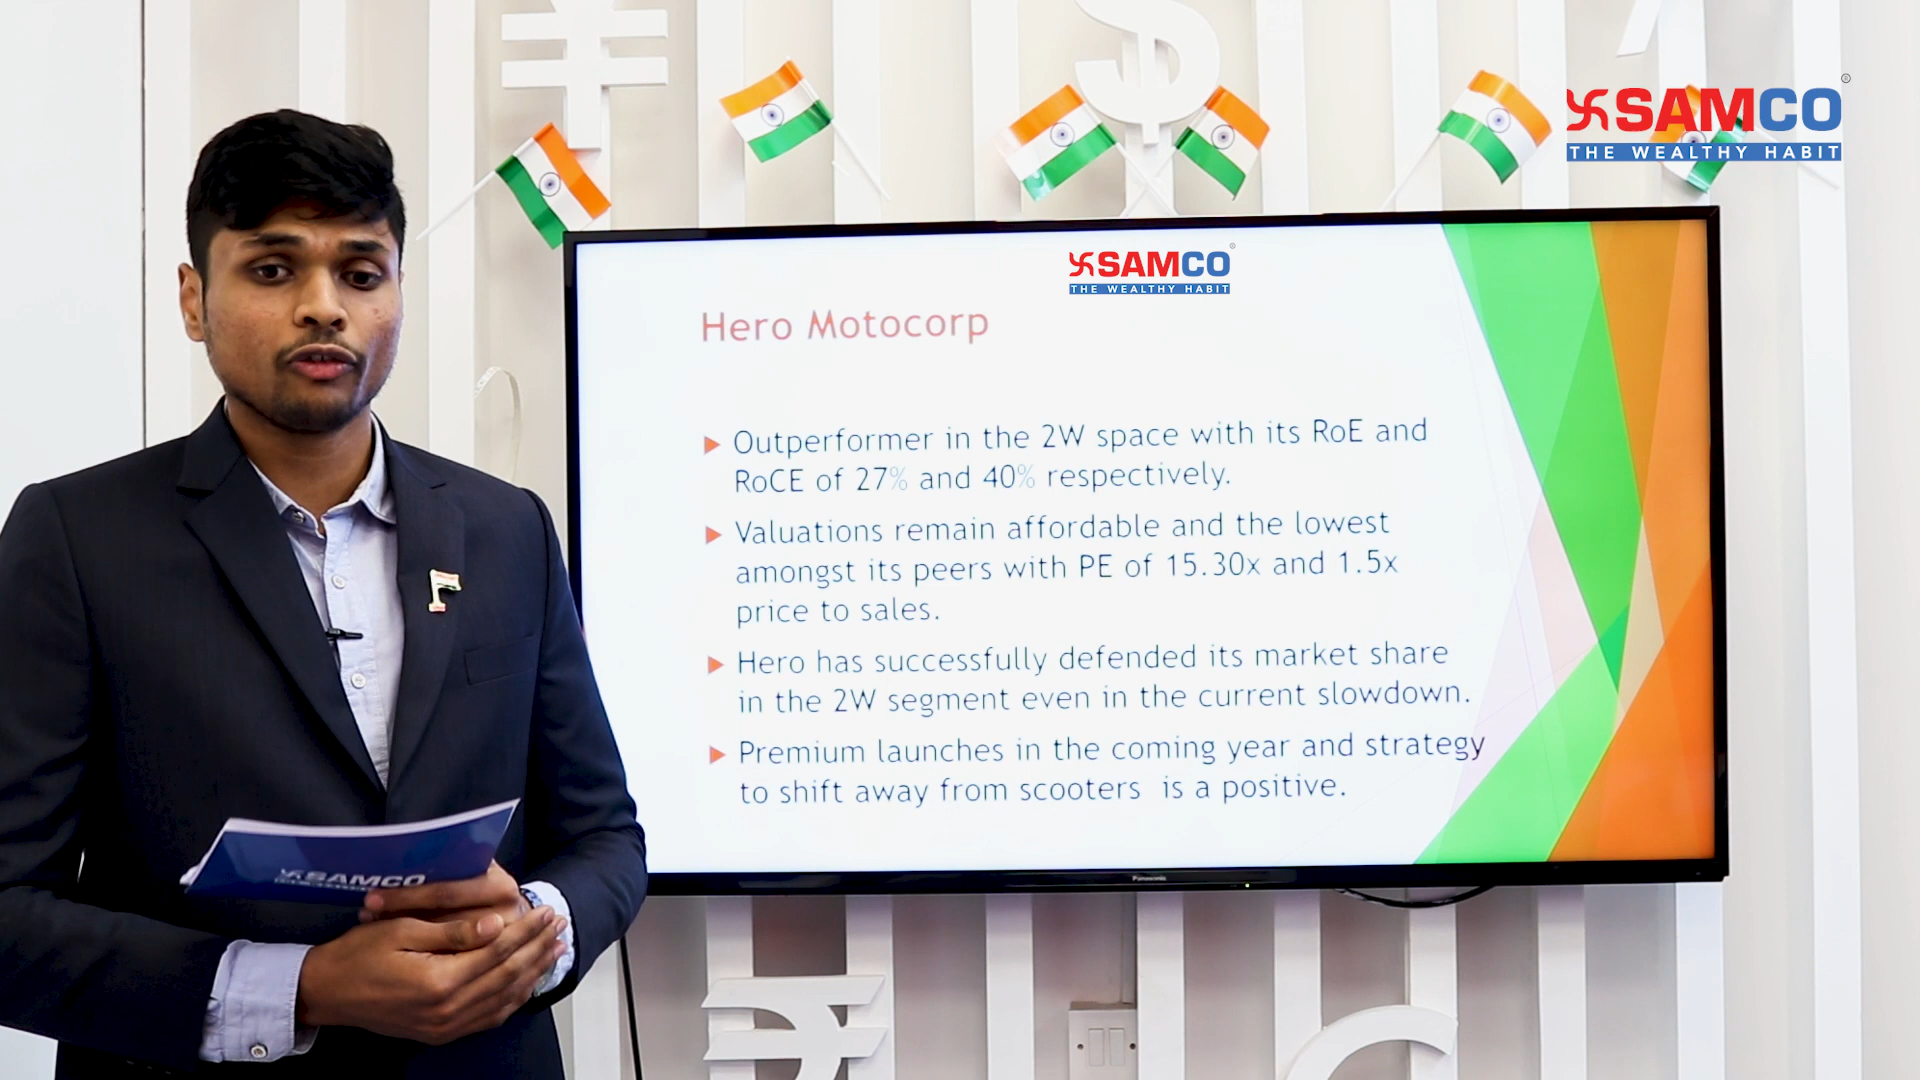 SAMCO
®
THE WEALTHY HABIT
SAMCO
®
THE WEALTHY HABIT
Hero Motocorp
Outperformer in the 2W space with its RoE and
RoCE of 27% and 40% respectively.
Valuations remain affordable and the lowest
amongst its peers with PE of 15.30x and 1.5x
price to sales.
Hero has successfully defended its market share
in the 2W segment even in the current slowdown.
Premium launches in the coming year and strategy
to shift away from scooters is a positive.
Panasonic
SAMCO